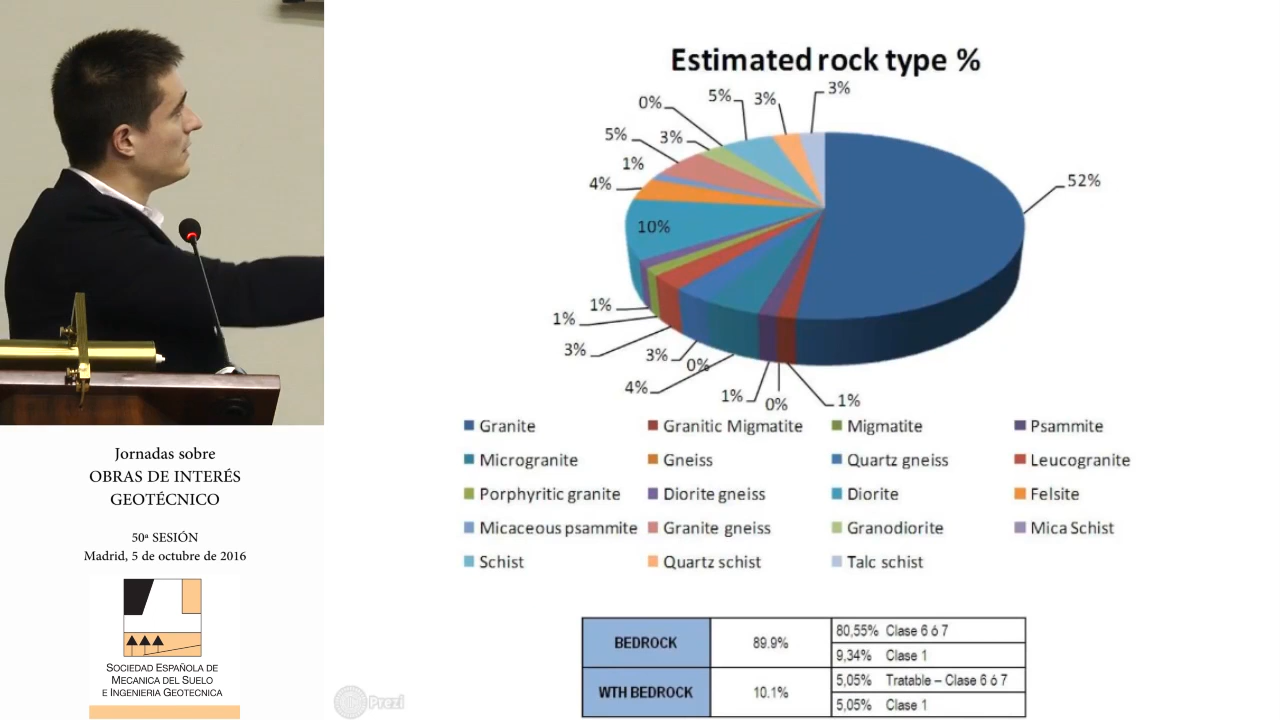 Estimated rock type %
3%
3%
5%
0%
3%
5%
1%
4%
10%
52%
1%
1%
3%
3%
0%
4%
1%
0%
1%
Granite
Granitic Migmatite
Migmatite
Psammite
Microgranite
Gneiss
Quartz gneiss
Leucogranite
Porphyritic granite
Diorite gneiss
Diorite
Felsite
Micaceous psammite
Granite gneiss
Granodiorite
Mica Schist
Schist
Quartz schist
Talc schist
BEDROCK
89.9%
80,55% Clase 6 ó 7
9,34% Clase 1
WTH BEDROCK
10.1%
5,05% Tratable – Clase 6 ó 7
5,05% Clase 1
Prezi
Jornadas sobre
OBRAS DE INTERÉS
GEOTÉCNICO
50ª SESIÓN
Madrid, 5 de octubre de 2016
SOCIEDAD ESPAÑOLA DE
MECANICA DEL SUELO
E INGENIERIA GEOTECNICA